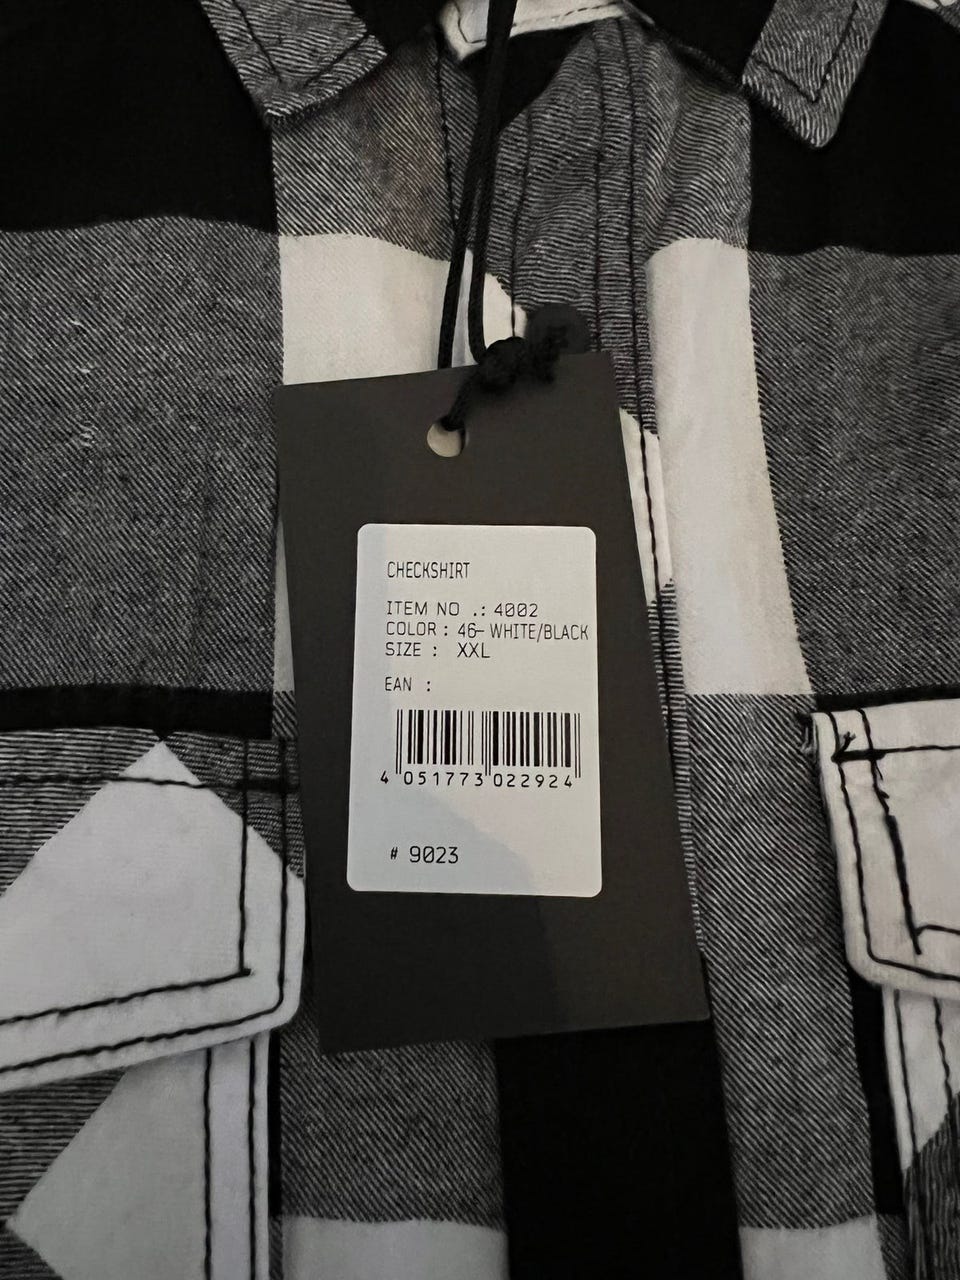 CHECKSHIRT
ITEM NO .: 4002
COLOR : 46- WHITE/BLACK
SIZE : XXL
EAN :
4 051773 022924
# 9023